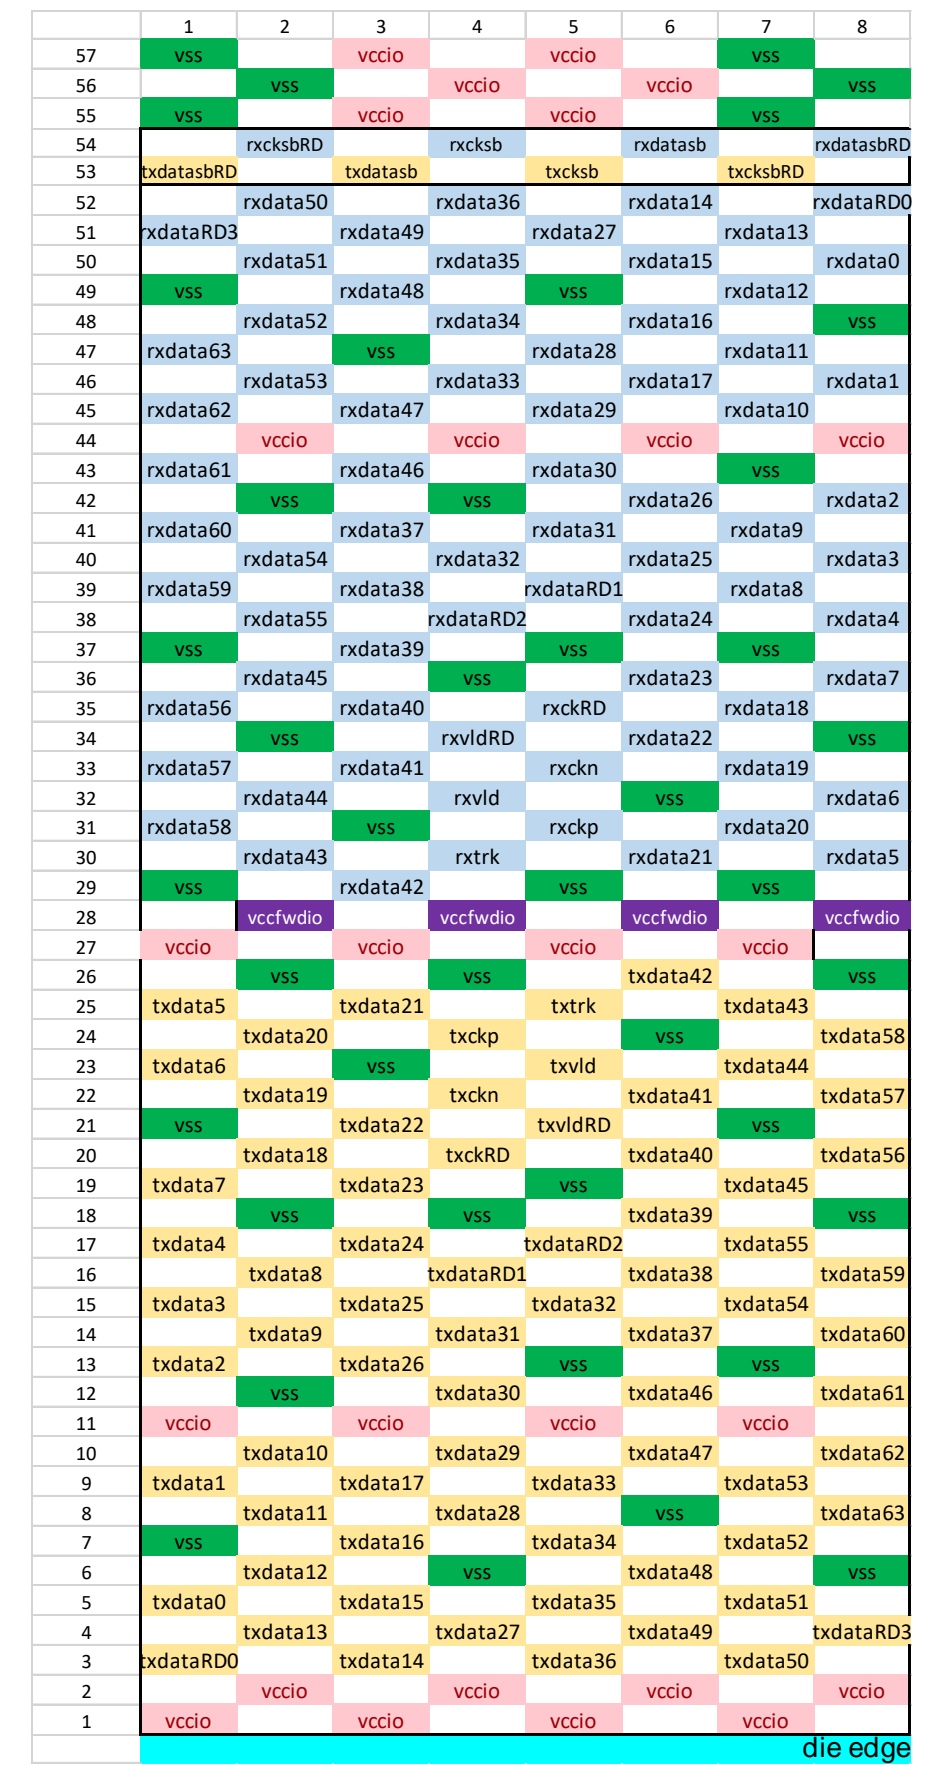 1 2 3 4 5 6 7 8
57 vss vccio vccio vss
56 vss vccio vccio vss
55 vss vccio vccio vss
54 rxcksbRD rxcksb rxdatasb rxdatasbRD
53 txdatasbRD txdatasb txcksb txcksbRD
52 rxdata50 rxdata36 rxdata14 rxdataRD0
51 rxdataRD3 rxdata49 rxdata27 rxdata13
50 rxdata51 rxdata35 rxdata15 rxdata0
49 vss rxdata48 vss rxdata12
48 rxdata52 rxdata34 rxdata16 vss
47 rxdata63 vss rxdata28 rxdata11
46 rxdata53 rxdata33 rxdata17 rxdata1
45 rxdata62 rxdata47 rxdata29 rxdata10
44 vccio vccio vccio vccio
43 rxdata61 rxdata46 rxdata30 vss
42 vss vss rxdata26 rxdata2
41 rxdata60 rxdata37 rxdata31 rxdata9
40 rxdata54 rxdata32 rxdata25 rxdata3
39 rxdata59 rxdata38 rxdataRD1 rxdata8
38 rxdata55 rxdataRD2 rxdata24 rxdata4
37 vss rxdata39 vss vss
36 rxdata45 vss rxdata23 rxdata7
35 rxdata56 rxdata40 rxckRD rxdata18
34 vss rxvldRD rxdata22 vss
33 rxdata57 rxdata41 rxckn rxdata19
32 rxdata44 rxvld vss rxdata6
31 rxdata58 vss rxckp rxdata20
30 rxdata43 rxtrk rxdata21 rxdata5
29 vss rxdata42 vss vss
28 vccfwdio vccfwdio vccfwdio vccfwdio
27 vccio vccio vccio vccio
26 vss vss txdata42 vss
25 txdata5 txdata21 txtrk txdata43
24 txdata20 txckp vss txdata58
23 txdata6 vss txvld txdata44
22 txdata19 txckn txdata41 txdata57
21 vss txdata22 txvldRD vss
20 txdata18 txckRD txdata40 txdata56
19 txdata7 txdata23 vss txdata45
18 vss vss txdata39 vss
17 txdata4 txdata24 txdataRD2 txdata55
16 txdata8 txdataRD1 txdata38 txdata59
15 txdata3 txdata25 txdata32 txdata54
14 txdata9 txdata31 txdata37 txdata60
13 txdata2 txdata26 vss vss
12 vss txdata30 txdata46 txdata61
11 vccio vccio vccio vccio
10 txdata10 txdata29 txdata47 txdata62
9 txdata1 txdata17 txdata33 txdata53
8 txdata11 txdata28 vss txdata63
7 vss txdata16 txdata34 txdata52
6 txdata12 vss txdata48 vss
5 txdata0 txdata15 txdata35 txdata51
4 txdata13 txdata27 txdata49 txdataRD3
3 txdataRD0 txdata14 txdata36 txdata50
2 vccio vccio vccio vccio
1 vccio vccio vccio vccio
die edge